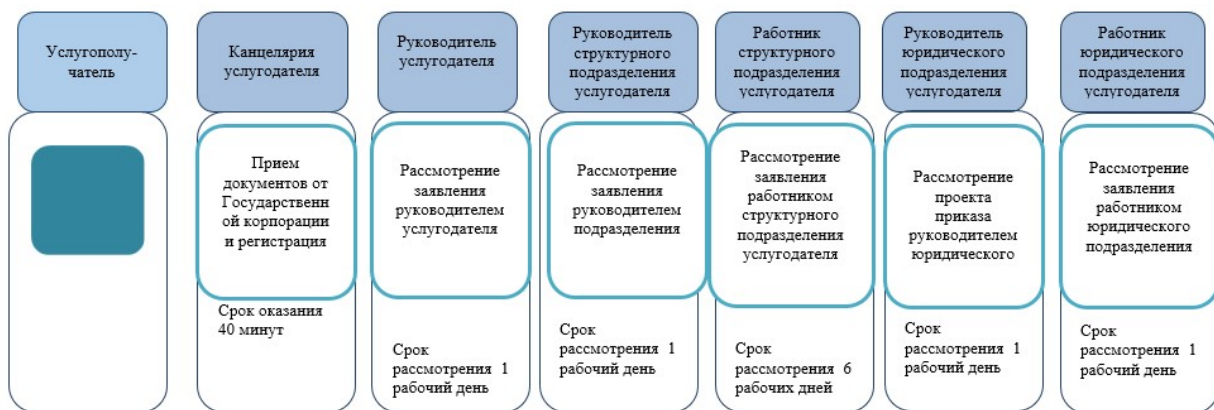 Услугополу-
чатель
Канцелярия
услугодателя
Руководитель
услугодателя
Руководитель
структурного
подразделения
услугодателя
Работник
структурного
подразделения
услугодателя
Руководитель
юридического
подразделения
услугодателя
Работник
юридического
подразделения
услугодателя
Прием
документов от
Государственн
ой корпорации
и регистрация
Срок оказания
40 минут
Рассмотрение
заявления
руководителем
услугодателя
Срок
рассмотрения 1
рабочий день
Рассмотрение
заявления
руководителем
подразделения
Срок
рассмотрения 1
рабочий день
Рассмотрение
заявления
работником
структурного
подразделения
услугодателя
Срок
рассмотрения 6
рабочих дней
Рассмотрение
проекта
приказа
руководителем
юридического
Срок
рассмотрения 1
рабочий день
Рассмотрение
заявления
работником
юридического
подразделения
Срок
рассмотрения 1
рабочий день